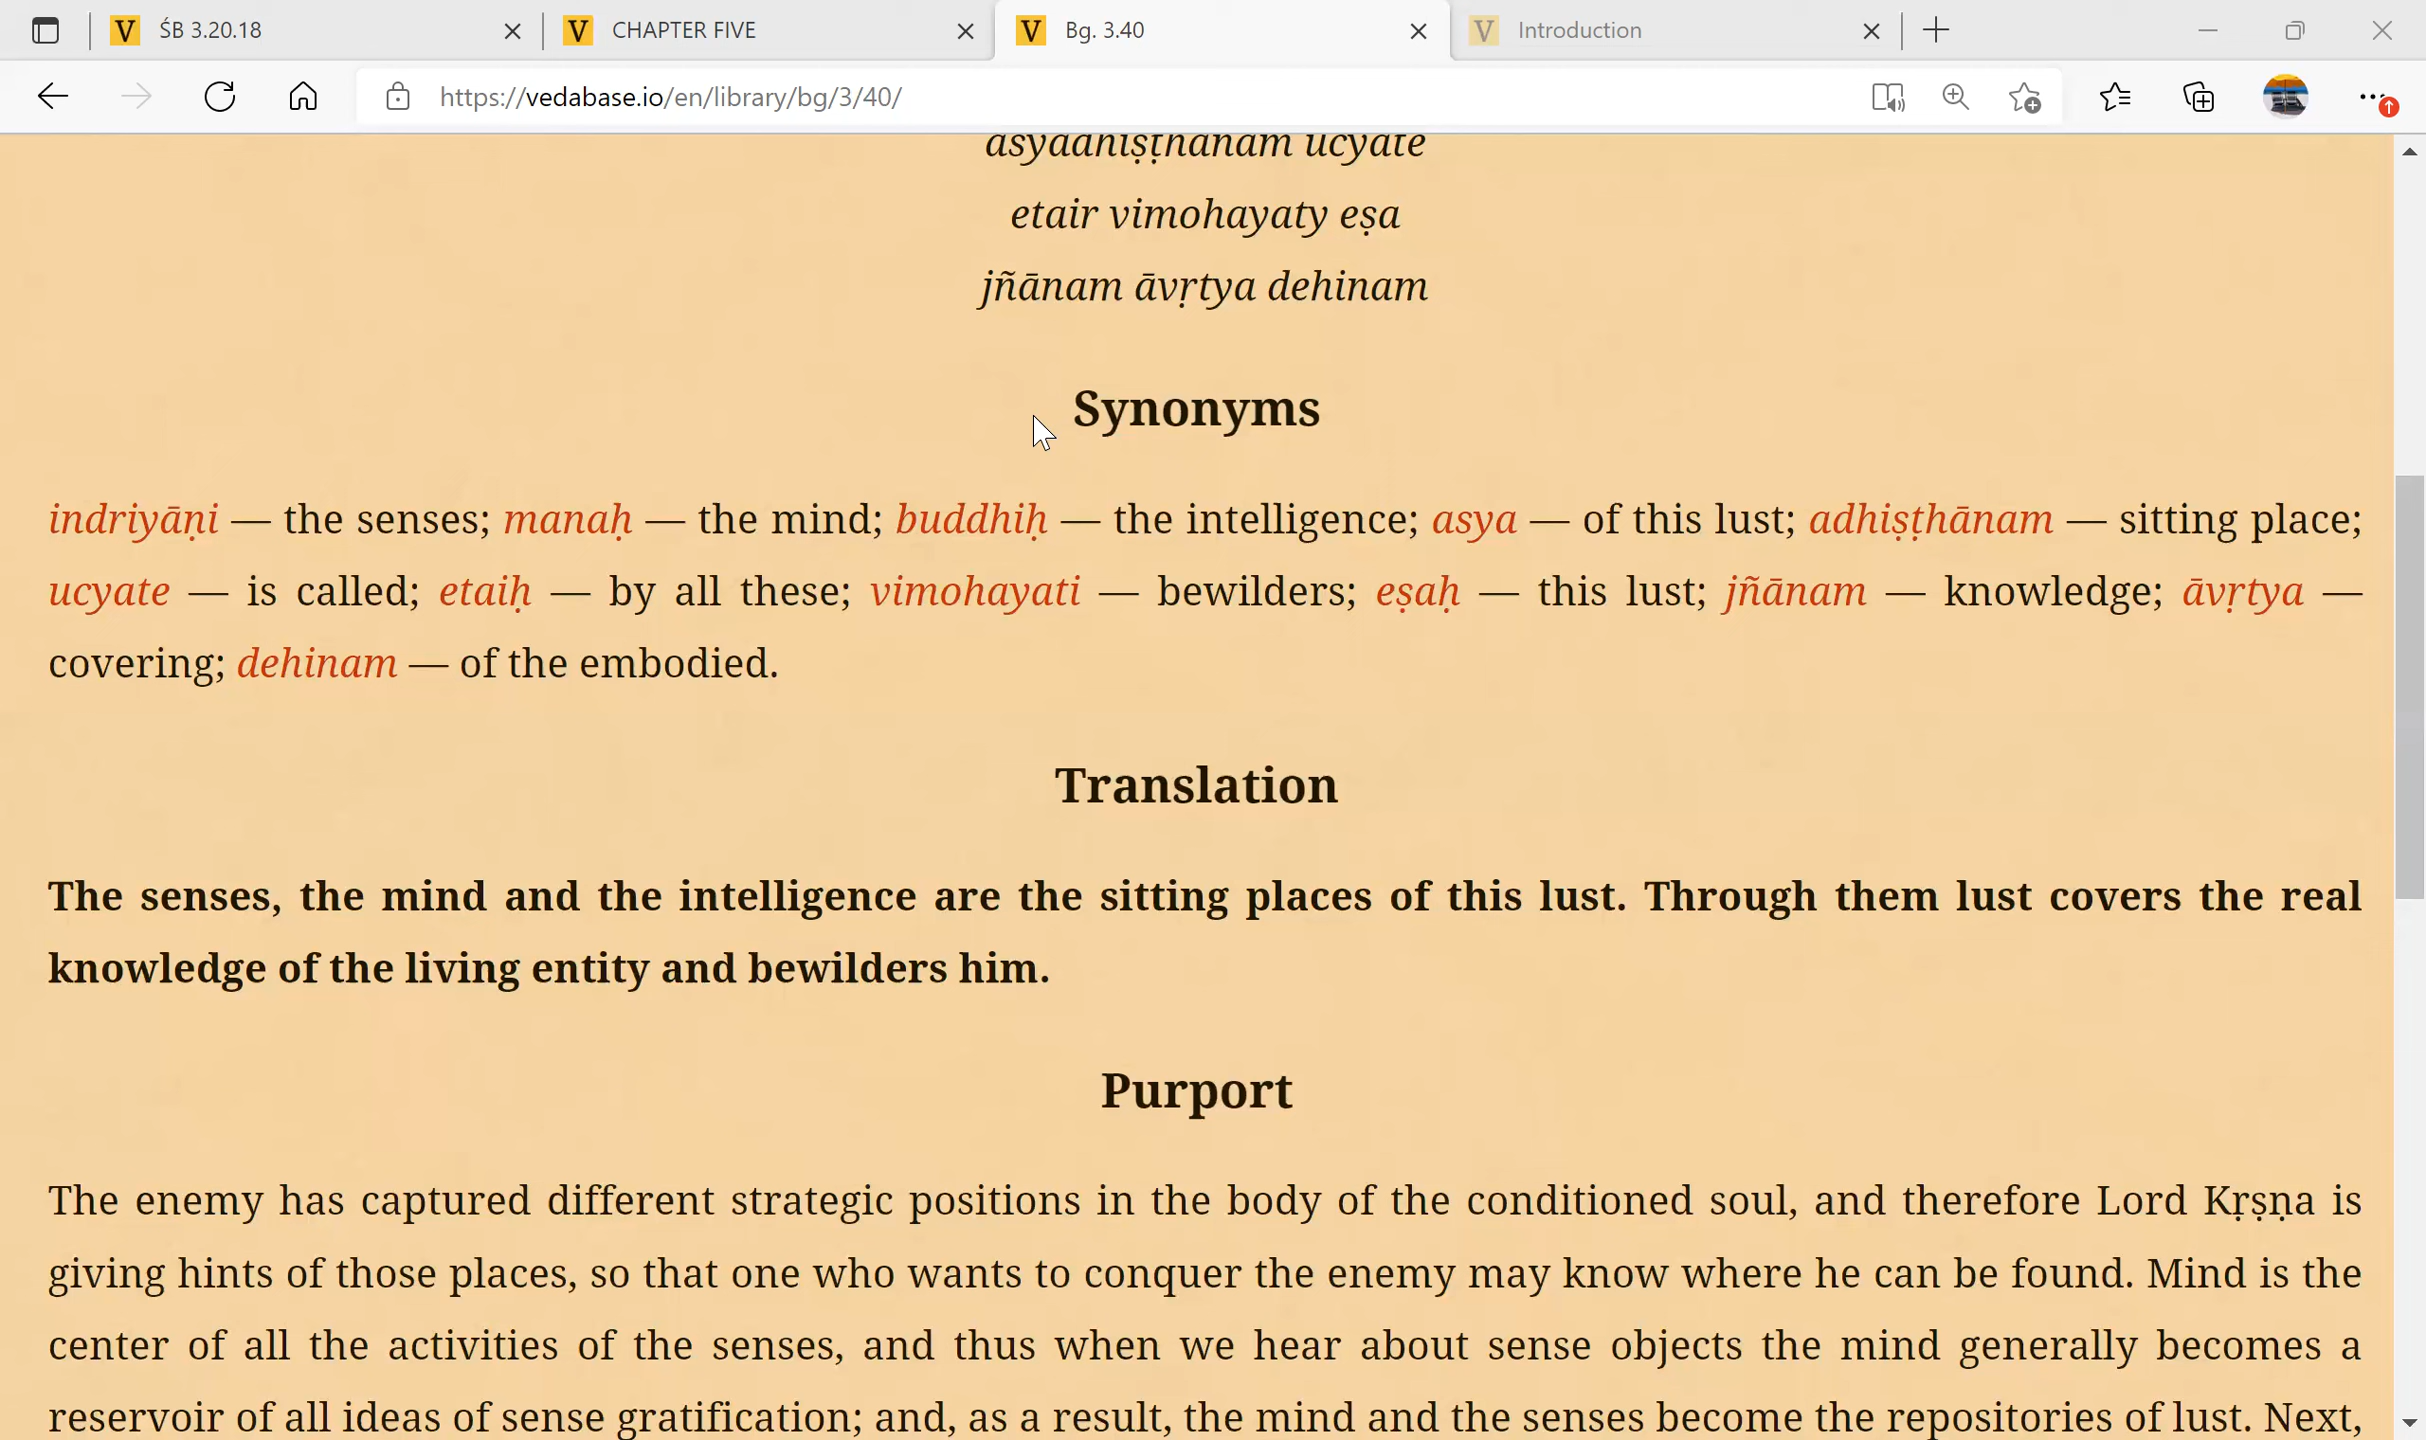 ŚB 3.20.18
CHAPTER FIVE
Bg. 3.40
Introduction
https://vedabase.io/en/library/bg/3/40/
asyādhiṣṭhānam ucyate
etair vimohayaty eṣa
jñānam āvṛtya dehinam
Synonyms
indriyāṇi — the senses; manaḥ — the mind; buddhiḥ — the intelligence; asya — of this lust; adhiṣṭhānam — sitting place;
ucyate — is called; etaiḥ — by all these; vimohayati — bewilders; eṣaḥ — this lust; jñānam — knowledge; āvṛtya —
covering; dehinam — of the embodied.
Translation
The senses, the mind and the intelligence are the sitting places of this lust. Through them lust covers the real
knowledge of the living entity and bewilders him.
Purport
The enemy has captured different strategic positions in the body of the conditioned soul, and therefore Lord Kṛṣṇa is
giving hints of those places, so that one who wants to conquer the enemy may know where he can be found. Mind is the
center of all the activities of the senses, and thus when we hear about sense objects the mind generally becomes a
reservoir of all ideas of sense gratification; and, as a result, the mind and the senses become the repositories of lust. Next,